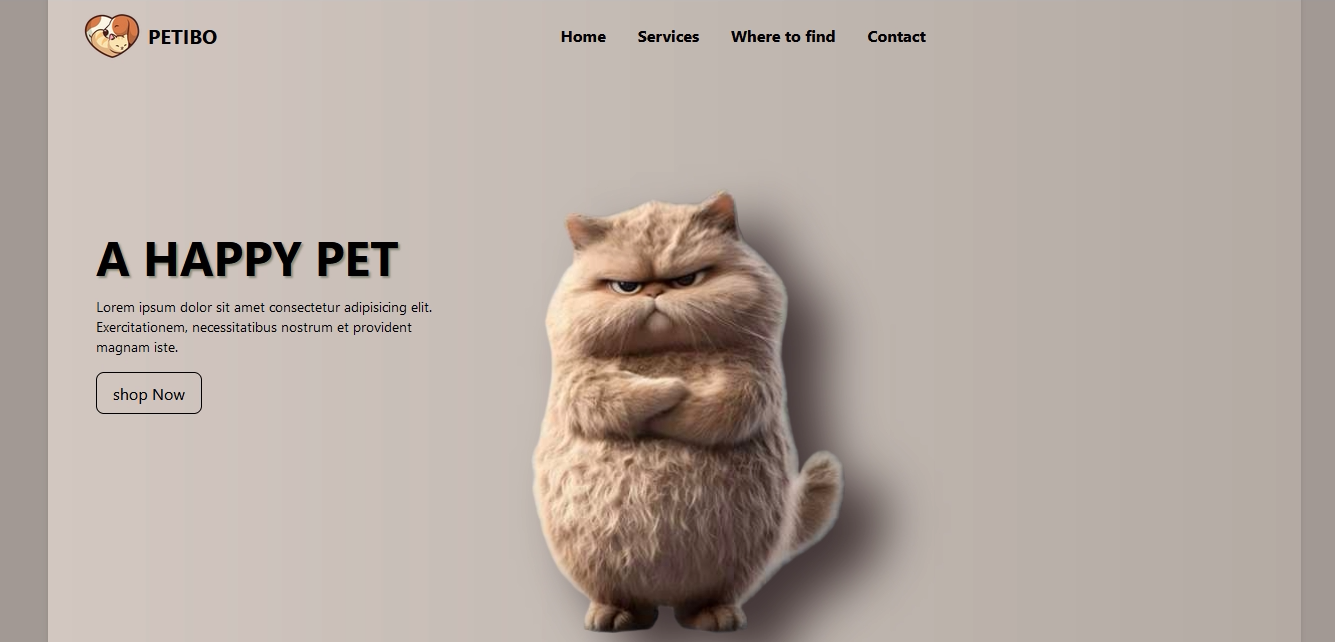 PETIBO
Home Services Where to find Contact
A HAPPY PET
Lorem ipsum dolor sit amet consectetur adipisicing elit.
Exercitationem, necessitatibus nostrum et provident
magnam iste.
shop Now